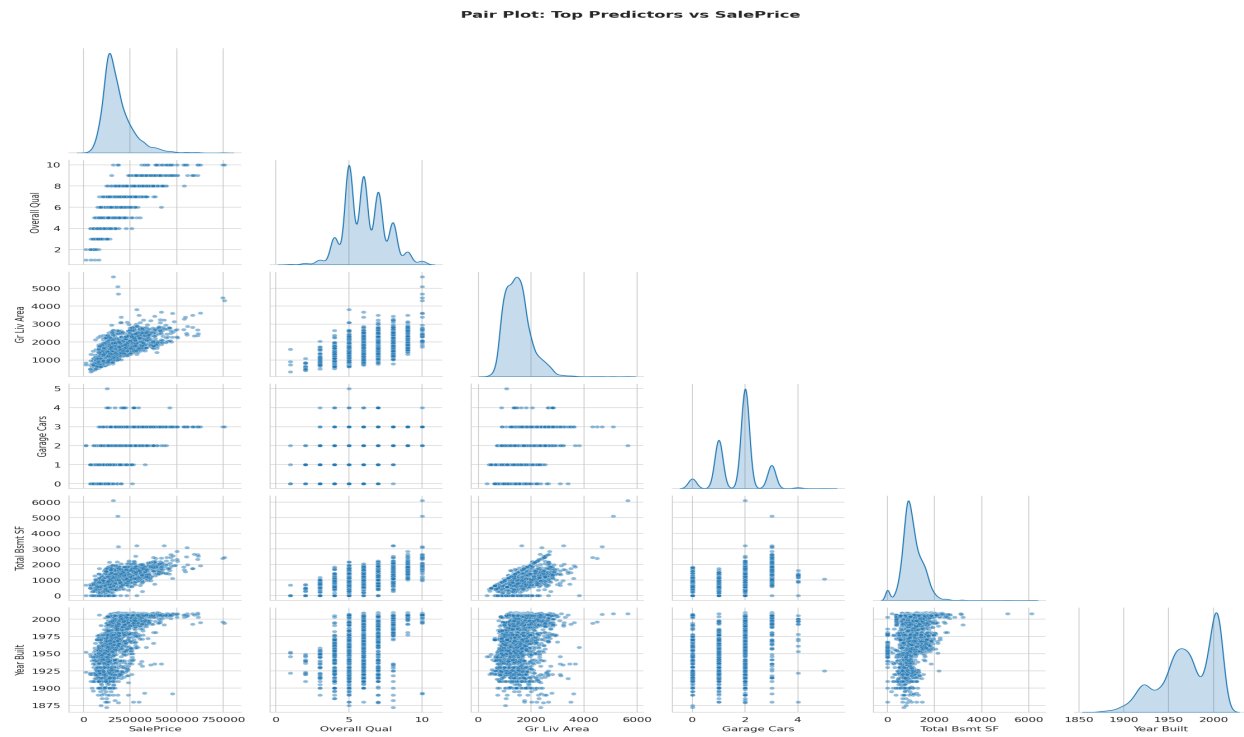 Pair Plot: Top Predictors vs SalePrice
10
8
6
4
2
Overall Qual
5000
4000
3000
2000
1000
Gr Liv Area
5
4
3
2
1
0
Garage Cars
6000
5000
4000
3000
2000
1000
0
Total Bsmt SF
2000
1975
1950
1925
1900
1875
Year Built
0 250000 500000 750000
0 5 10
0 2000 4000 6000
0 2 4
0 2000 4000 6000
1850 1900 1950 2000
SalePrice
Overall Qual
Gr Liv Area
Garage Cars
Total Bsmt SF
Year Built